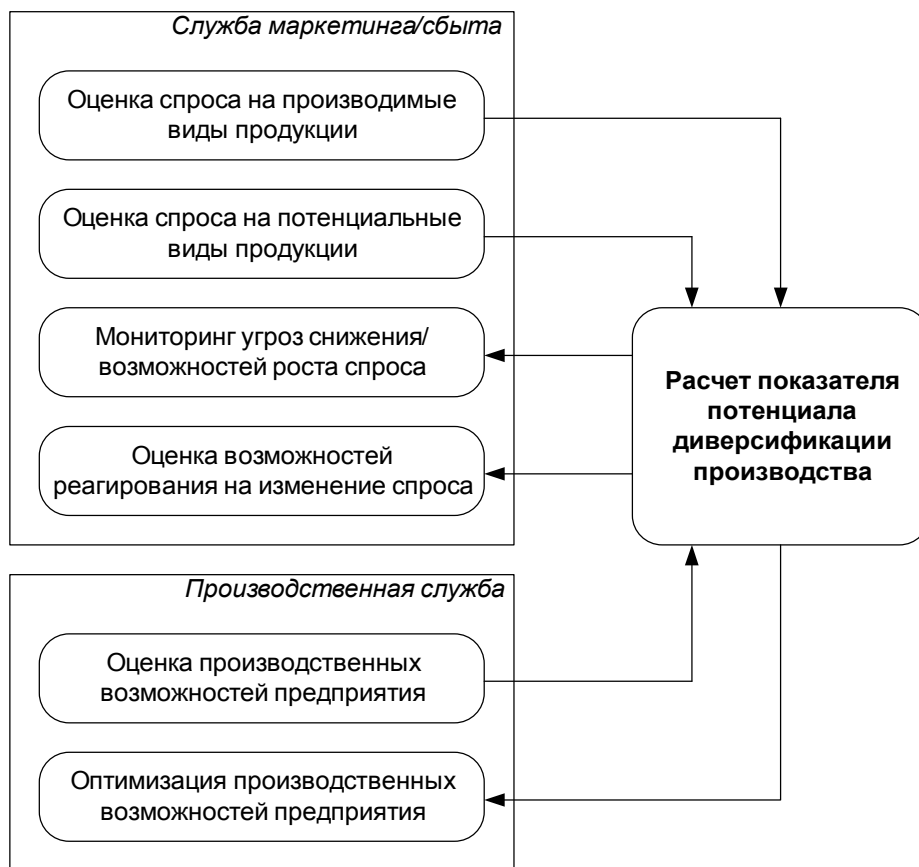 Служба маркетинга/сбыта
Оценка спроса на производимые
виды продукции
Оценка спроса на потенциальные
виды продукции
Мониторинг угроз снижения/
возможностей роста спроса
Оценка возможностей
реагирования на изменение спроса
Расчет показателя
потенциала
диверсификации
производства
Производственная служба
Оценка производственных
возможностей предприятия
Оптимизация производственных
возможностей предприятия